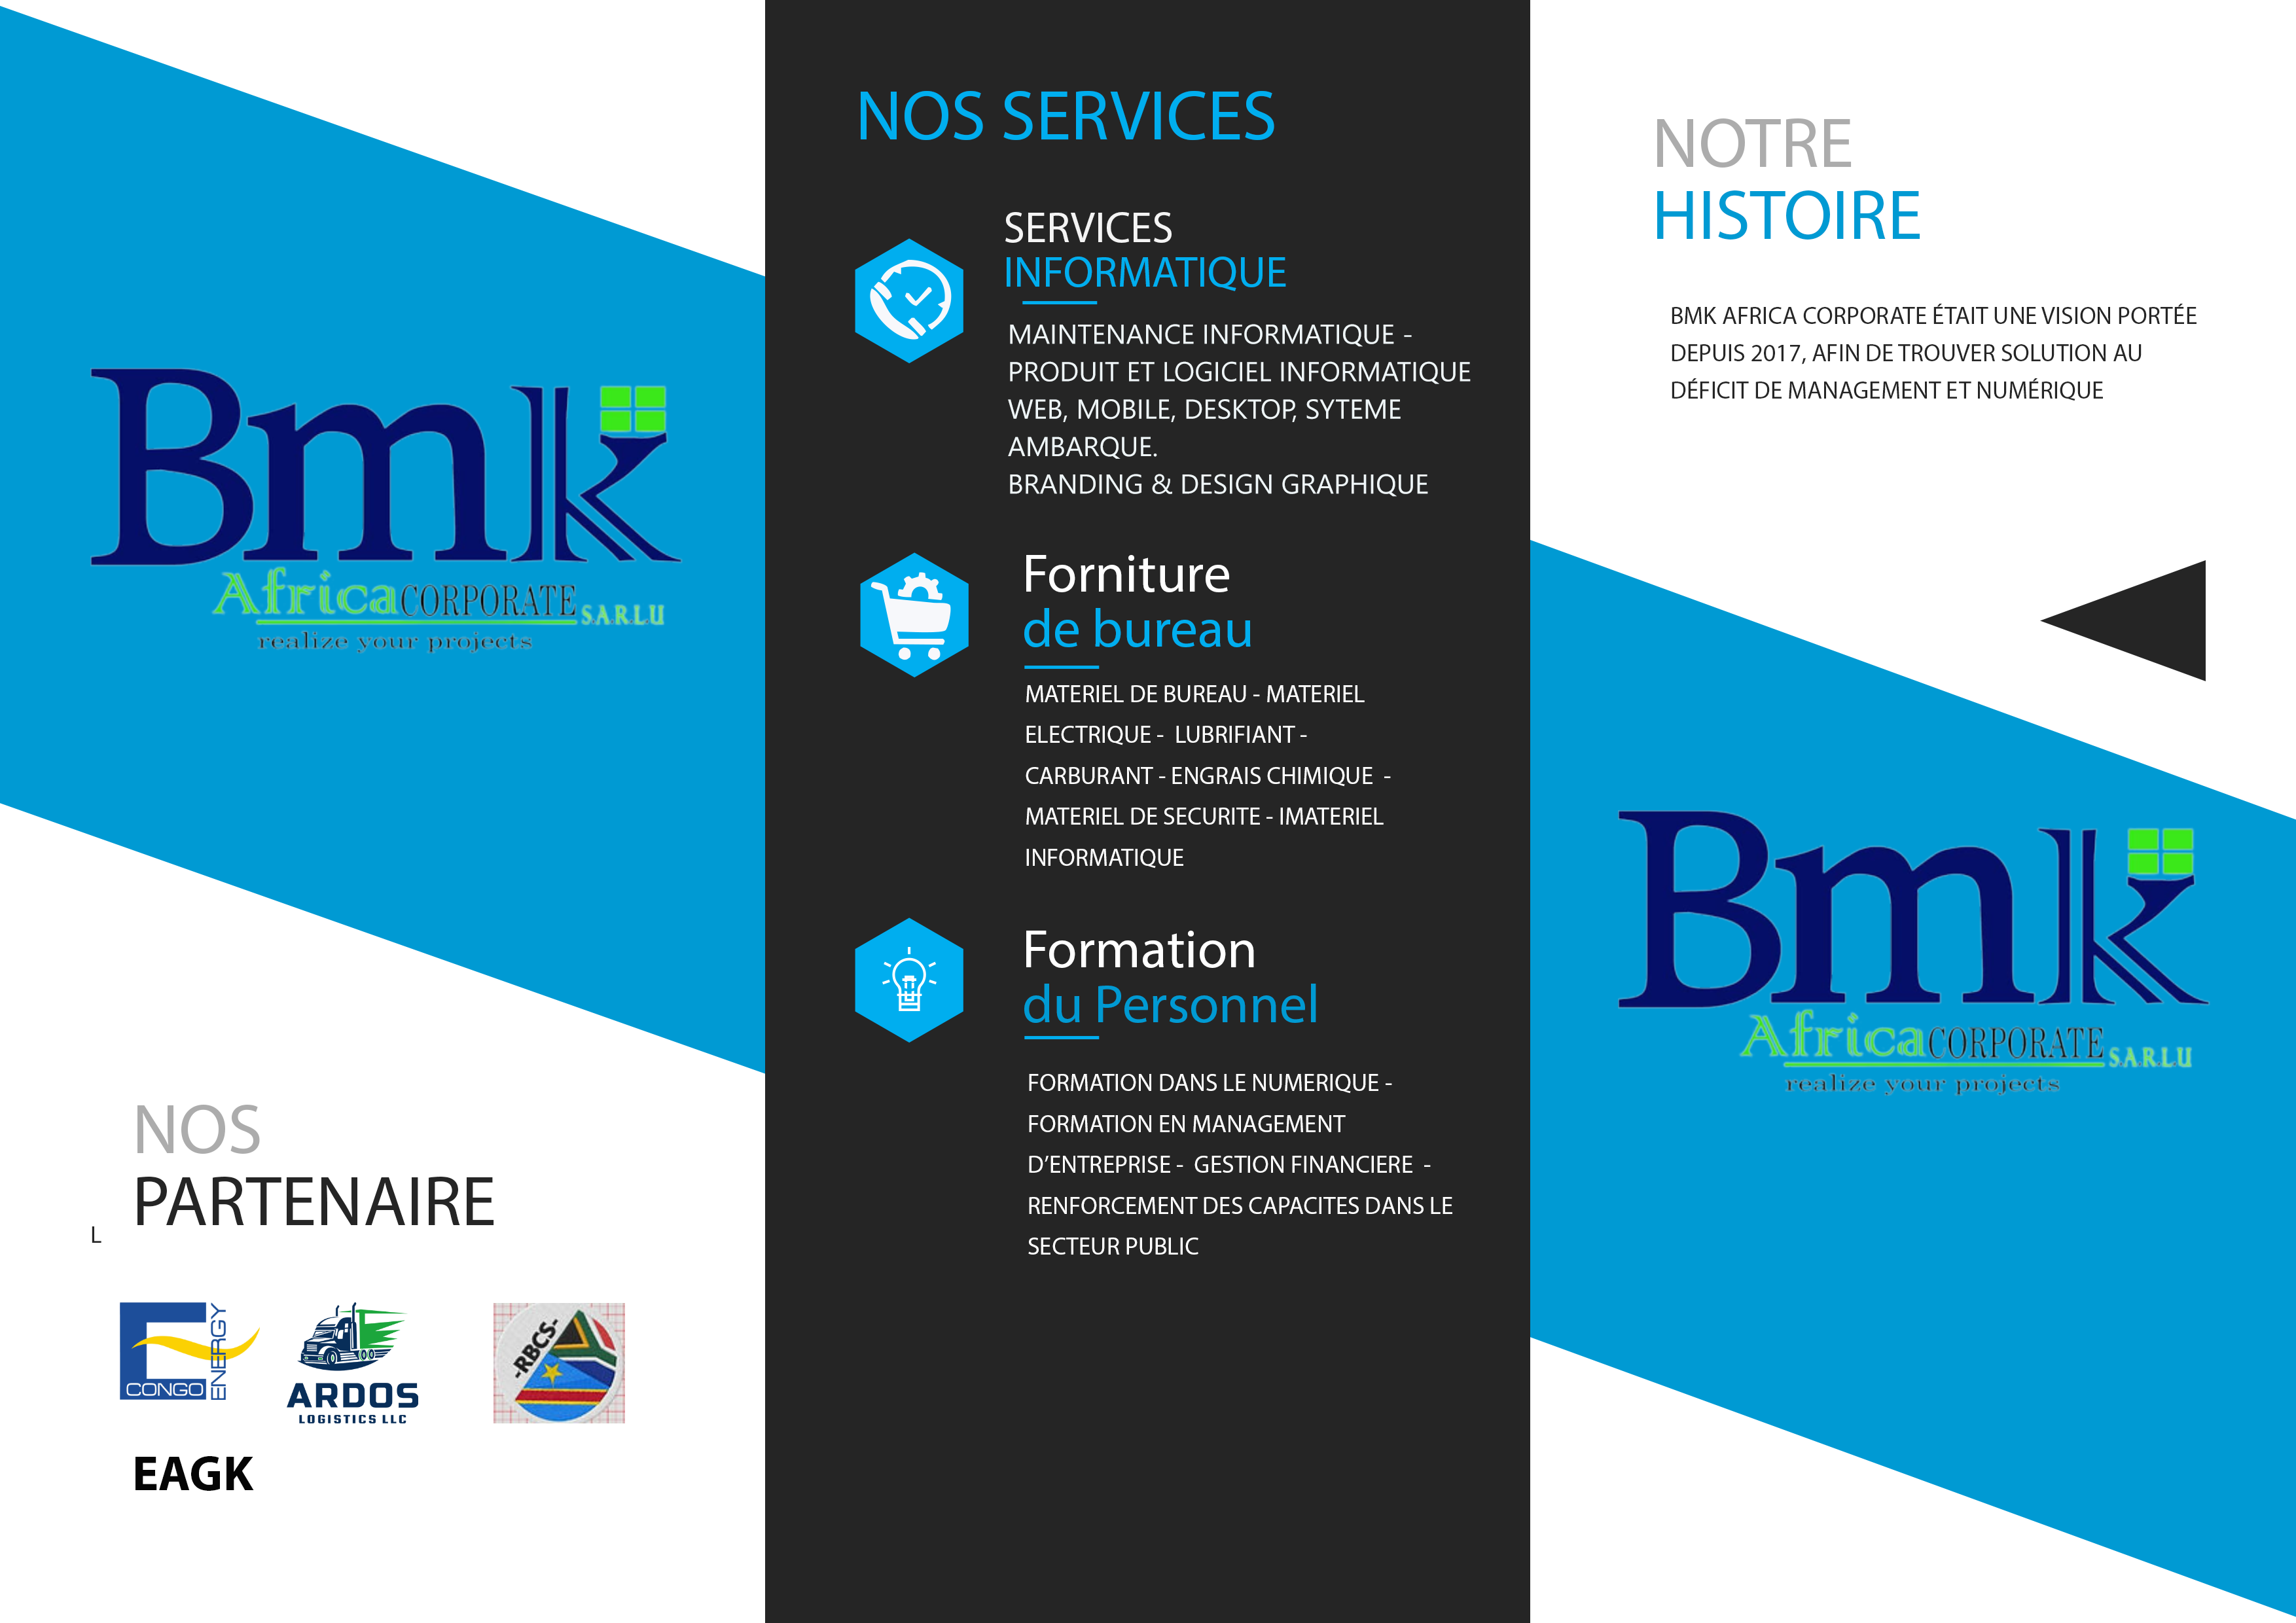 Bmk
Africa CORPORATE S.A.R.L.U
realize your projects
NOS
PARTENAIRE
L
CONGO
ENERGY
ARDOS
LOGISTICS LLC
-RBCS-
EAGK
NOS SERVICES
SERVICES
INFORMATIQUE
MAINTENANCE INFORMATIQUE -
PRODUIT ET LOGICIEL INFORMATIQUE
WEB, MOBILE, DESKTOP, SYTEME
AMBARQUE.
BRANDING & DESIGN GRAPHIQUE
Forniture
de bureau
MATERIEL DE BUREAU - MATERIEL
ELECTRIQUE - LUBRIFIANT -
CARBURANT - ENGRAIS CHIMIQUE -
MATERIEL DE SECURITE - IMATERIEL
INFORMATIQUE
Formation
du Personnel
FORMATION DANS LE NUMERIQUE -
FORMATION EN MANAGEMENT
D’ENTREPRISE - GESTION FINANCIERE -
RENFORCEMENT DES CAPACITES DANS LE
SECTEUR PUBLIC
NOTRE
HISTOIRE
BMK AFRICA CORPORATE ÉTAIT UNE VISION PORTÉE
DEPUIS 2017, AFIN DE TROUVER SOLUTION AU
DÉFICIT DE MANAGEMENT ET NUMÉRIQUE
Bmk
Africa CORPORATE S.A.R.L.U
realize your projects